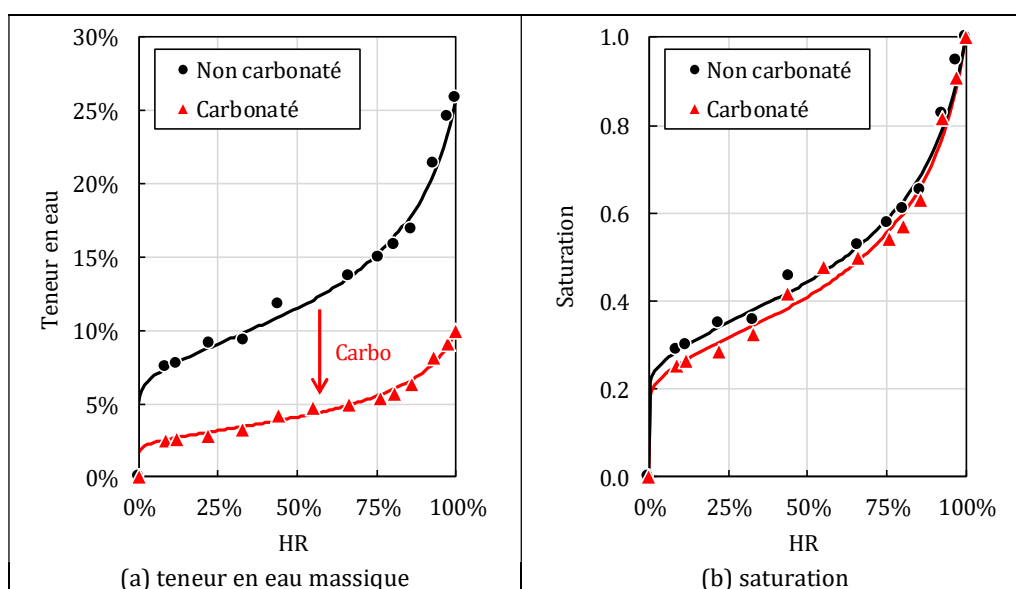 30%
25%
20%
15%
10%
5%
0%
Teneur en eau
Non carbonaté
Carbonaté
Carbo
0% 25% 50% 75% 100%
HR
(a) teneur en eau massique
1.0
0.8
0.6
0.4
0.2
0.0
Saturation
Non carbonaté
Carbonaté
0% 25% 50% 75% 100%
HR
(b) saturation